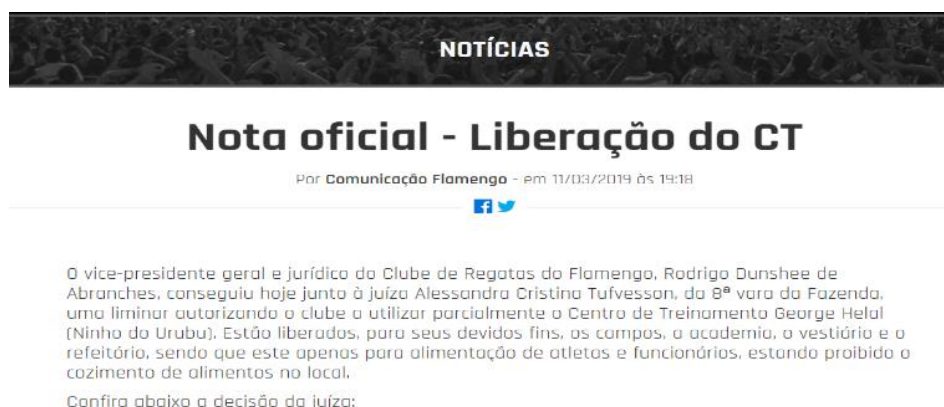 NOTÍCIAS
Nota oficial - Liberação do CT
Por Comunicação Flamengo - em 11/03/2019 às 19:18
O vice-presidente geral e jurídico do Clube de Regatas do Flamengo, Rodrigo Dunshee de
Abranches, conseguiu hoje junto à juíza Alessandra Cristina Tufvesson, da 8ª vara da Fazenda,
uma liminar autorizando o clube a utilizar parcialmente o Centro de Treinamento George Helal
(Ninho do Urubu). Estão liberados, para seus devidos fins, os campos, a academia, o vestiário e o
refeitório, sendo que este apenas para alimentação de atletas e funcionários, estando proibido o
cozimento de alimentos no local.
Confira abaixo a decisão da juíza: